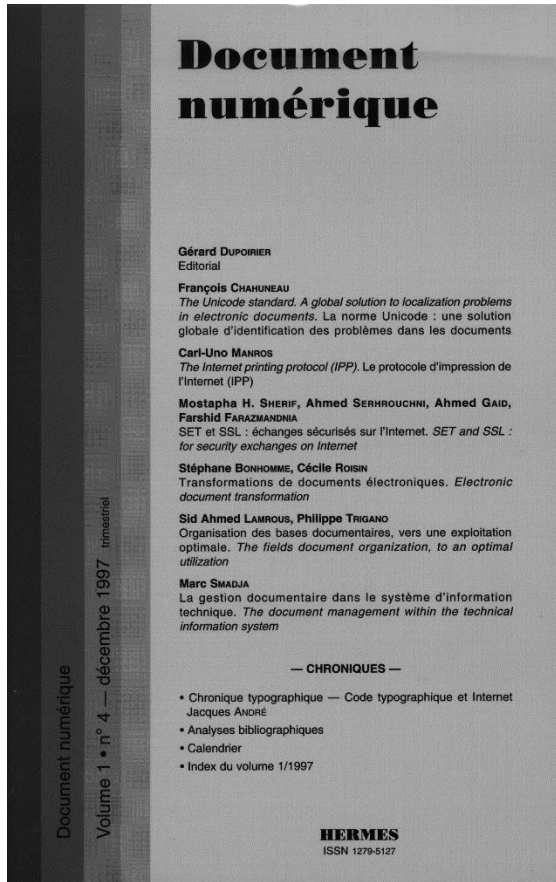 Document
numérique
Gérard DUPOIRIER
Editorial
François CHAHUNEAU
The Unicode standard. A global solution to localization problems
in electronic documents. La norme Unicode : une solution
globale d'identification des problèmes dans les documents
Carl-Uno MANROS
The Internet printing protocol (IPP). Le protocole d'impression de
l'Internet (IPP)
Mostapha H. SHERIF, Ahmed SERHROUCHNI, Ahmed GAID,
Farshid FARAZMANDNIA
SET et SSL : échanges sécurisés sur l'Internet. SET and SSL :
for security exchanges on Internet
Stéphane BONHOMME, Cécile ROISIN
Transformations de documents électroniques. Electronic
document transformation
Sid Ahmed LAMROUS, Philippe TRIGANO
Organisation des bases documentaires, vers une exploitation
optimale. The fields document organization, to an optimal
utilization
Marc SMADJA
La gestion documentaire dans le système d'information
technique. The document management within the technical
information system
— CHRONIQUES —
• Chronique typographique — Code typographique et Internet
Jacques ANDRÉ
• Analyses bibliographiques
• Calendrier
• Index du volume 1/1997
HERMES
ISSN 1279-5127
Document numérique
Volume 1 • n° 4 — décembre 1997 trimestriel